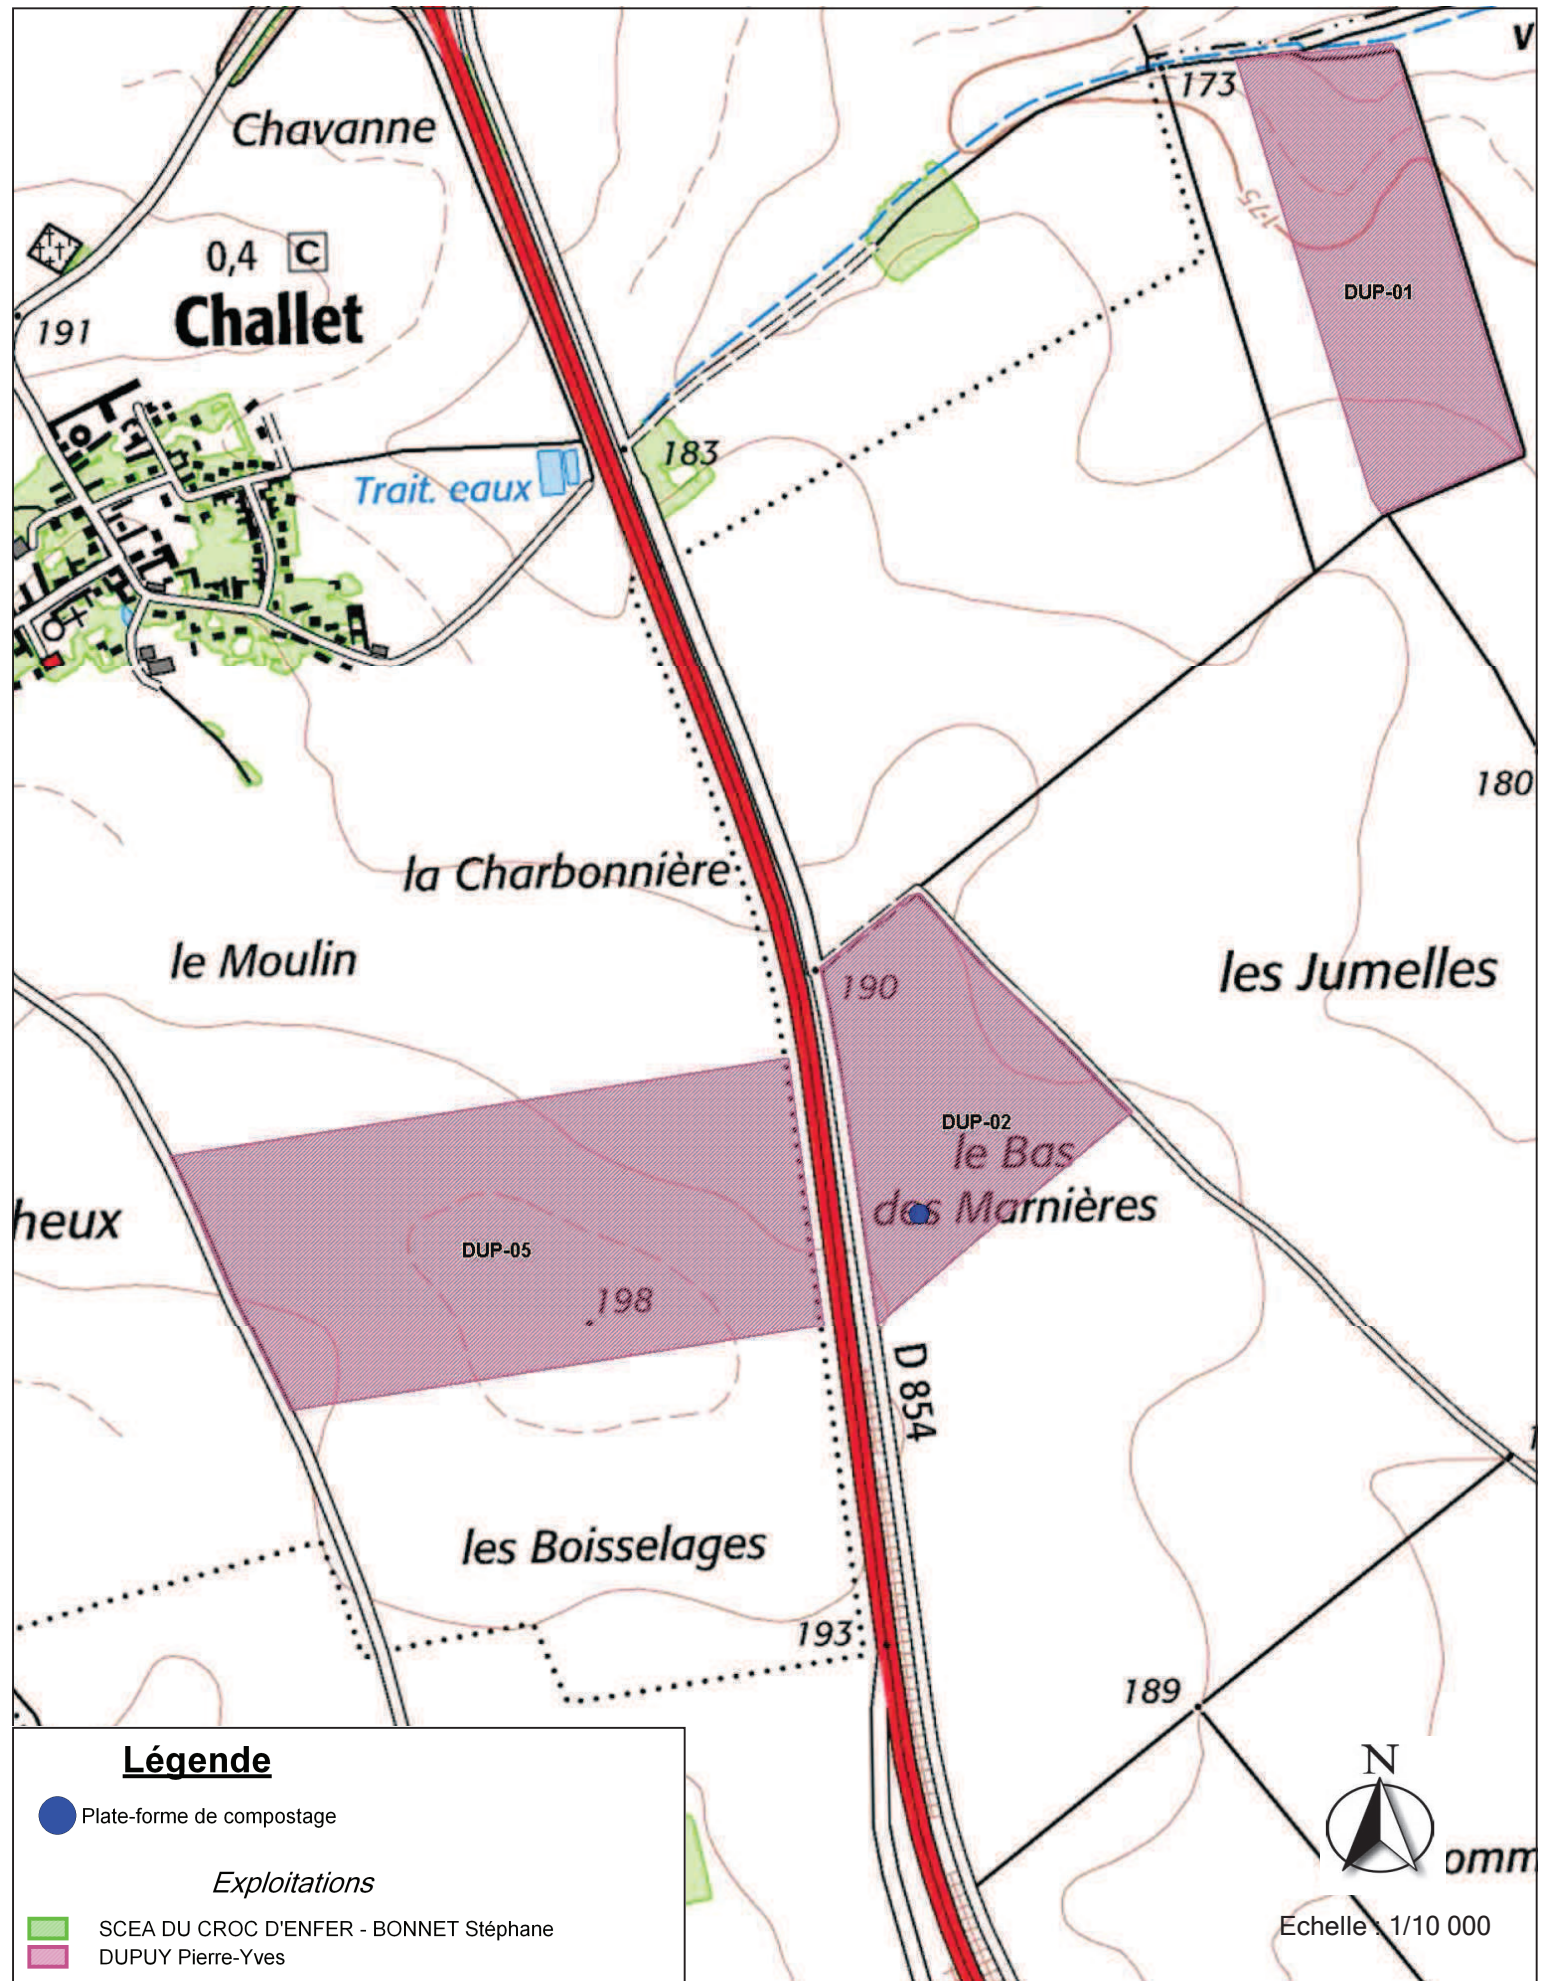 V
173
Chavanne
0,4 C
Challet
191
175
DUP-01
183
Trait. eaux
180
la Charbonnière
le Moulin
les Jumelles
190
DUP-02
le Bas
des Marnières
heux
DUP-05
198
D 854
1
les Boisselages
193
189
Légende
Plate-forme de compostage
Exploitations
SCEA DU CROC D'ENFER - BONNET Stéphane
DUPUY Pierre-Yves
N
omm
Echelle : 1/10 000